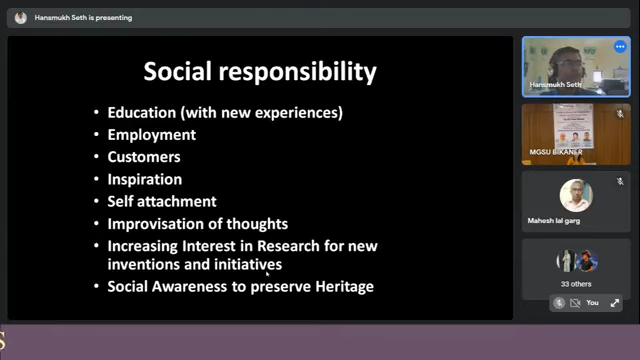 Hansmukh Seth is presenting
Social responsibility
• Education (with new experiences)
• Employment
• Customers
• Inspiration
• Self attachment
• Improvisation of thoughts
• Increasing Interest in Research for new
inventions and initiatives
• Social Awareness to preserve Heritage
Hansmukh Seth
MGSU BIKANER
Mahesh lal garg
33 others
You
S